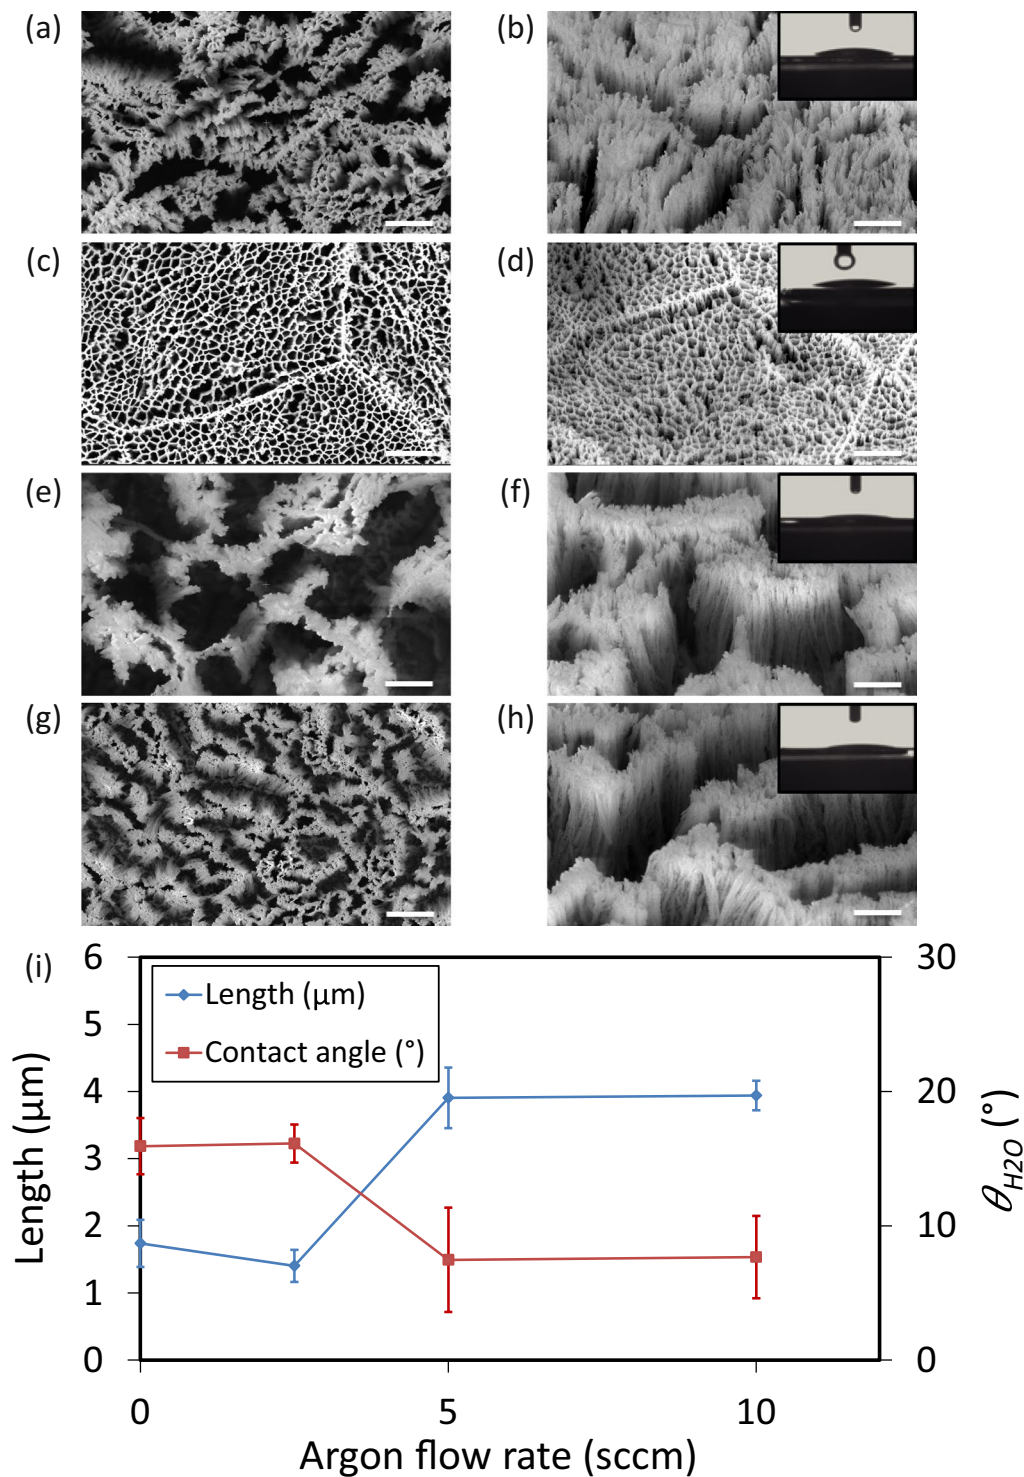 (a)
(b)
(c)
(d)
(e)
(f)
(g)
(h)
(i)
6
5
4
3
2
1
0
Length (μm)
Length (μm)
Contact angle (°)
30
20
10
0
θH2O (°)
0
5
10
Argon flow rate (sccm)